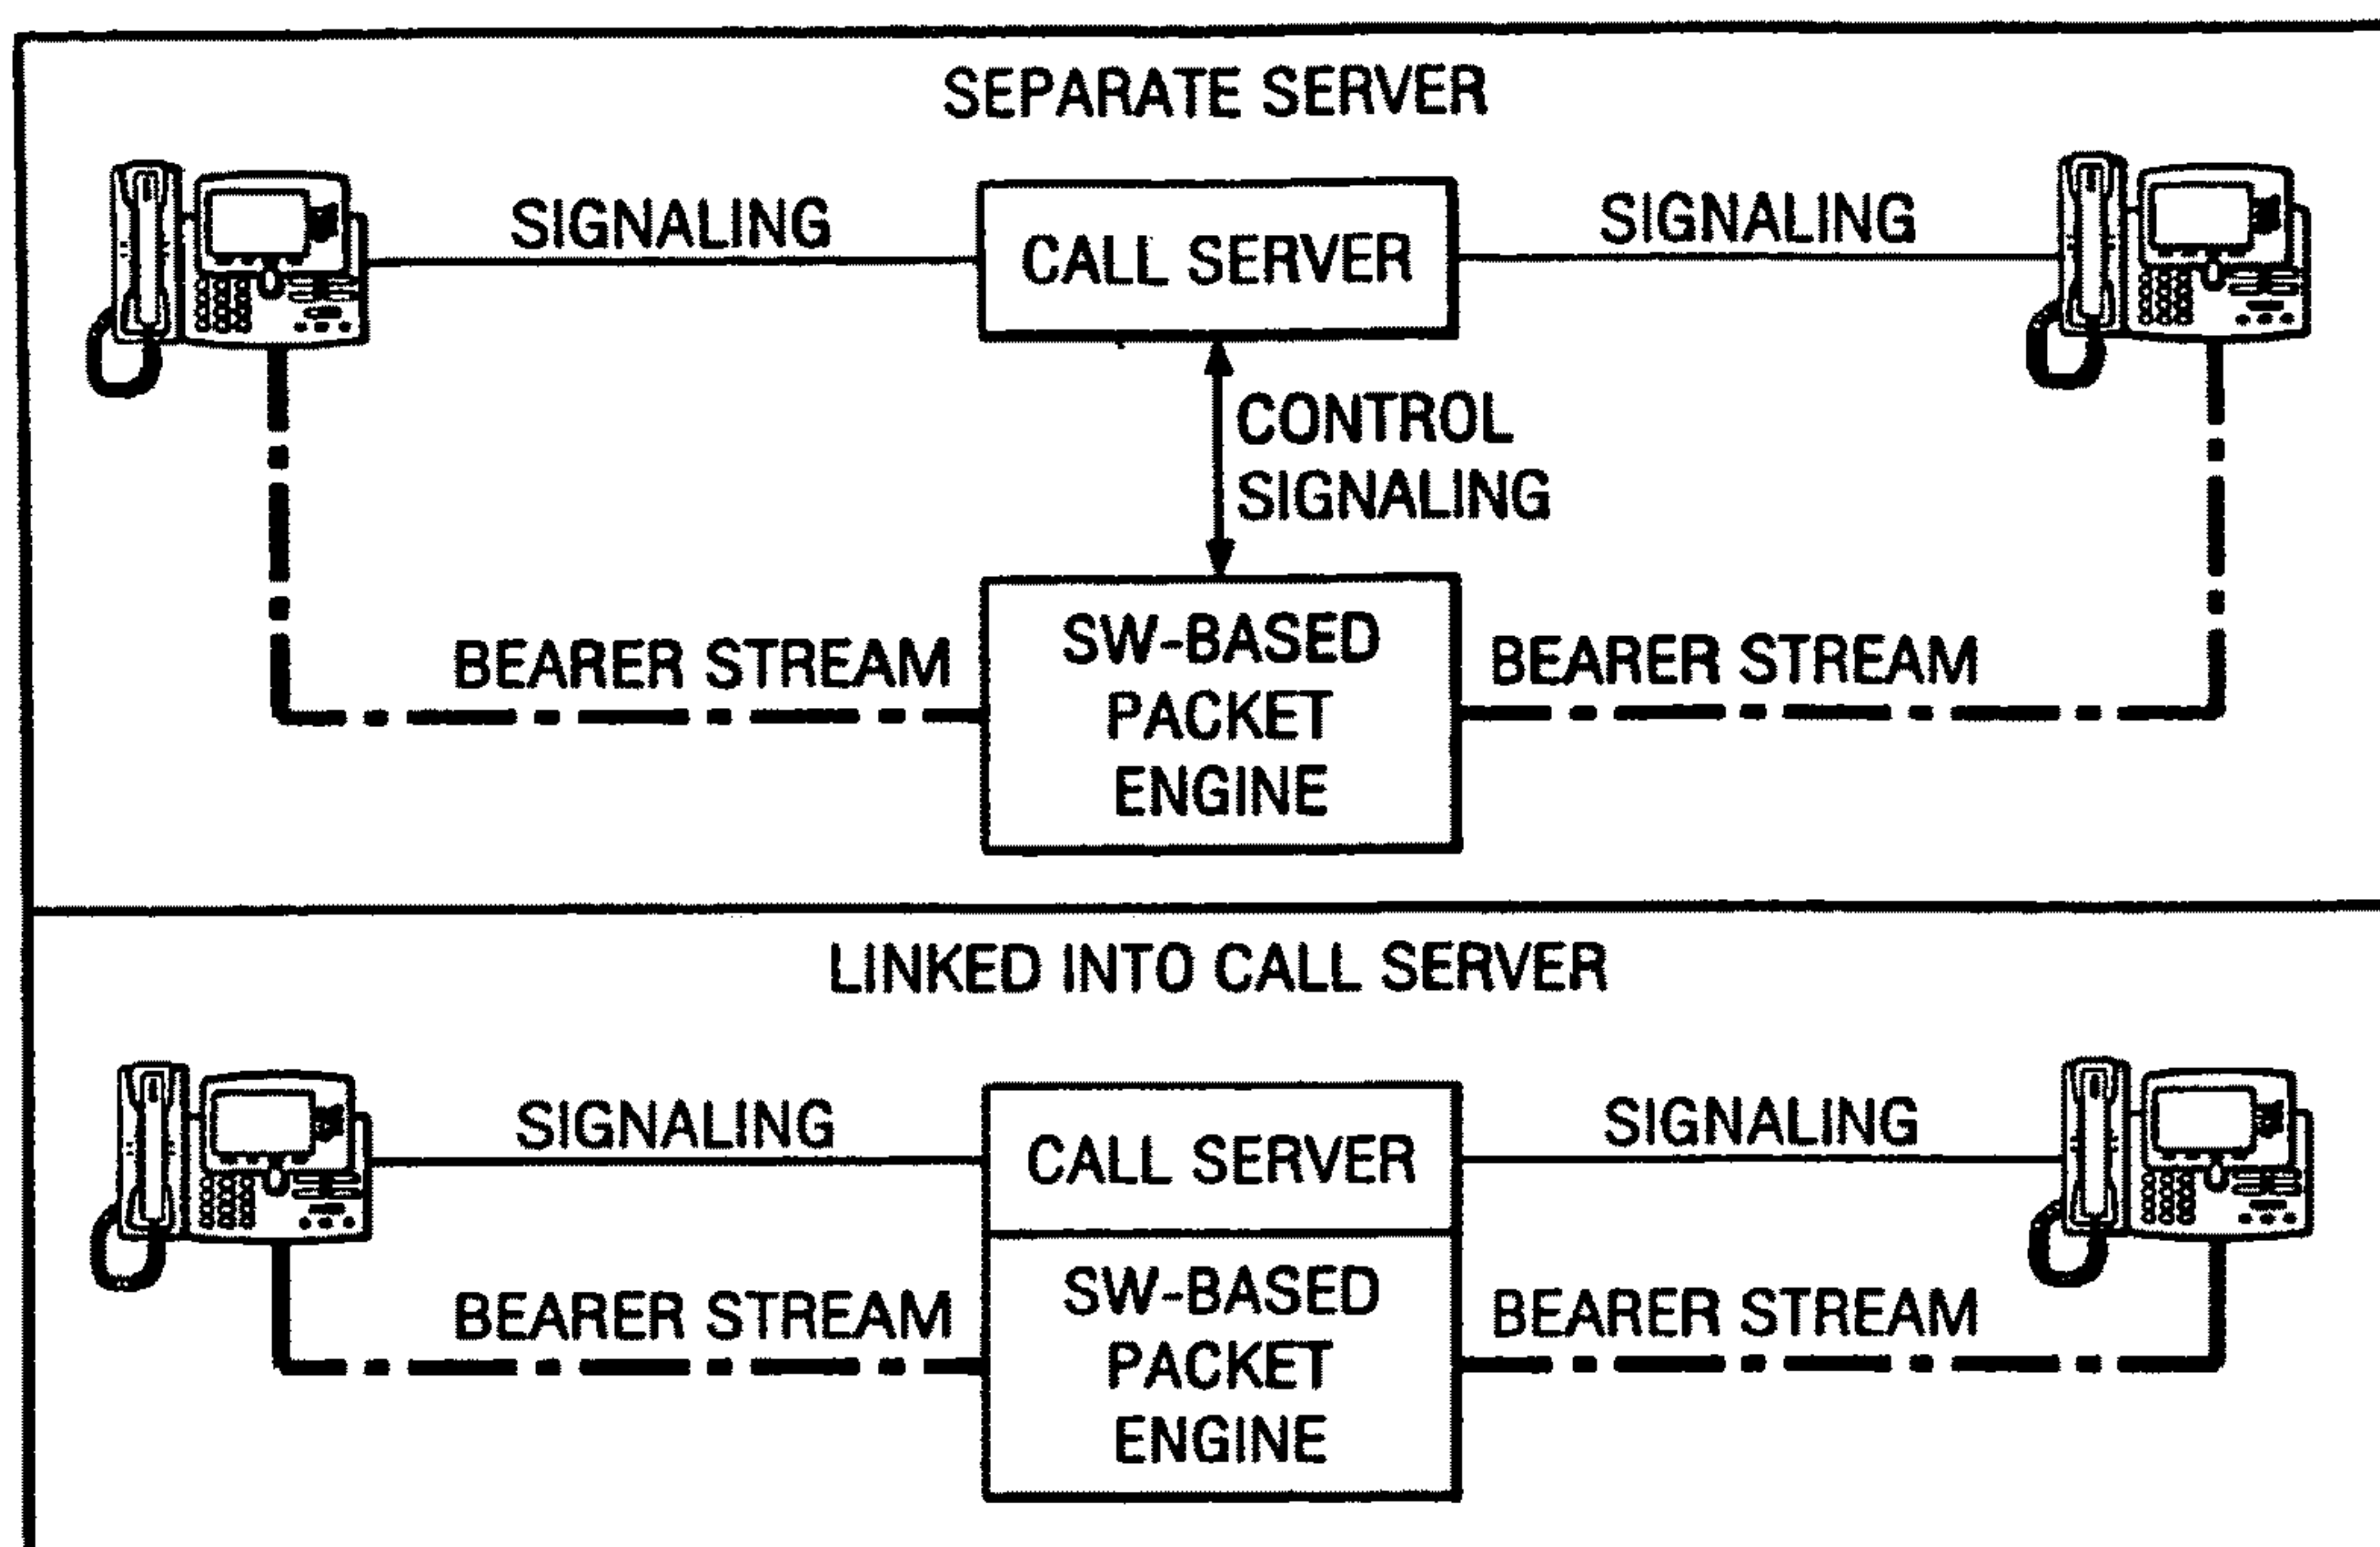 SEPARATE SERVER
SIGNALING
CALL SERVER
SIGNALING
CONTROL
SIGNALING
BEARER STREAM
SW-BASED
PACKET
ENGINE
BEARER STREAM
LINKED INTO CALL SERVER
SIGNALING
CALL SERVER
SIGNALING
BEARER STREAM
SW-BASED
PACKET
ENGINE
BEARER STREAM